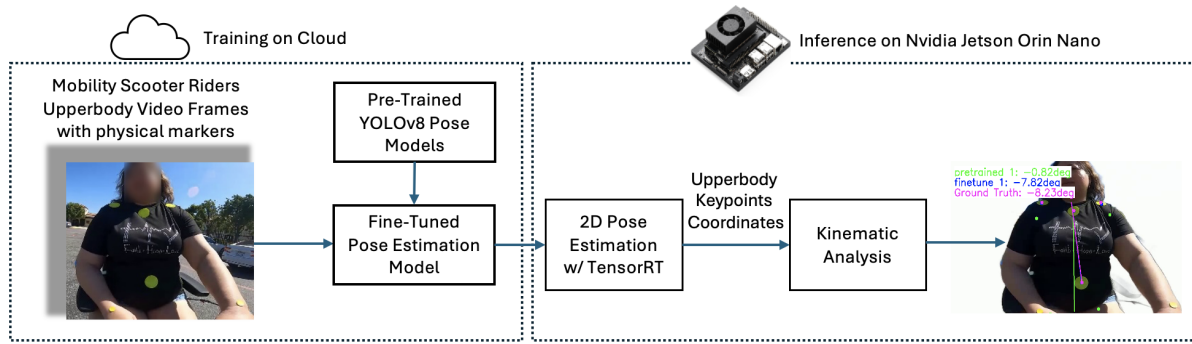 Training on Cloud
Inference on Nvidia Jetson Orin Nano
Mobility Scooter Riders
Upperbody Video Frames
with physical markers
Pre-Trained
YOLOv8 Pose
Models
Fine-Tuned
Pose Estimation
Model
2D Pose
Estimation
w/ TensorRT
Upperbody
Keypoints
Coordinates
Kinematic
Analysis
pretrained 1: -0.82deg
finetune 1: -7.82deg
Ground Truth: -8.23deg